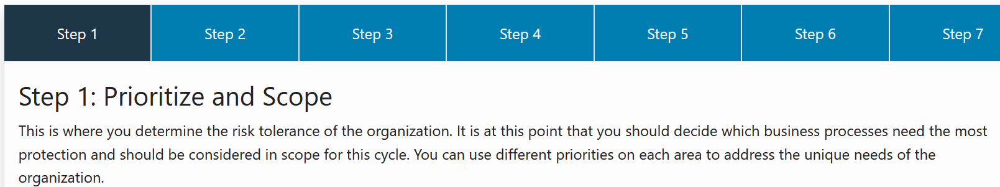 Step 1
Step 2
Step 3
Step 4
Step 5
Step 6
Step 7
Step 1: Prioritize and Scope
This is where you determine the risk tolerance of the organization. It is at this point that you should decide which business processes need the most
protection and should be considered in scope for this cycle. You can use different priorities on each area to address the unique needs of the
organization.